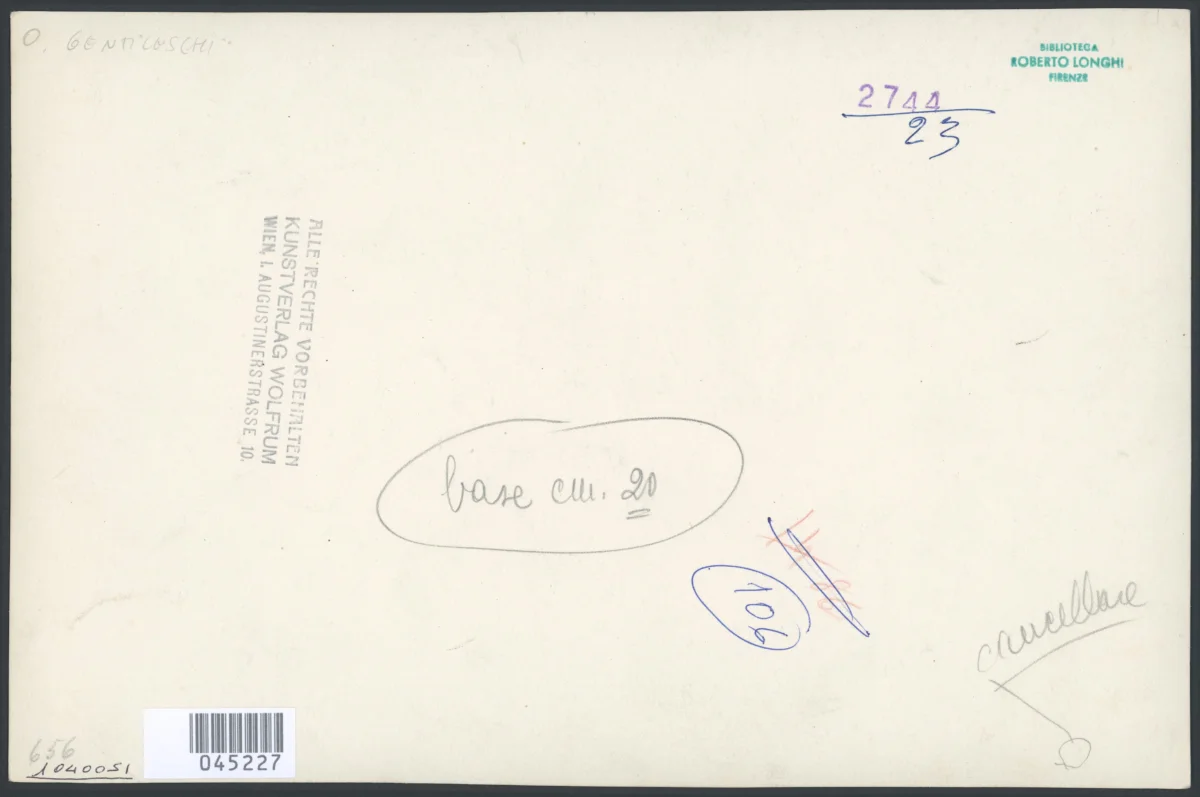 O. GENTILESCHI
BIBLIOTECA
ROBERTO LONGHI
FIRENZE
2744
23
ALLE RECHTE VORBEHALTEN
KUNSTVERLAG WOLFRUM
WIEN, I. AUGUSTINERSTRASSE 10.
base cm. 20
106
cancellare
656
1040051
045227